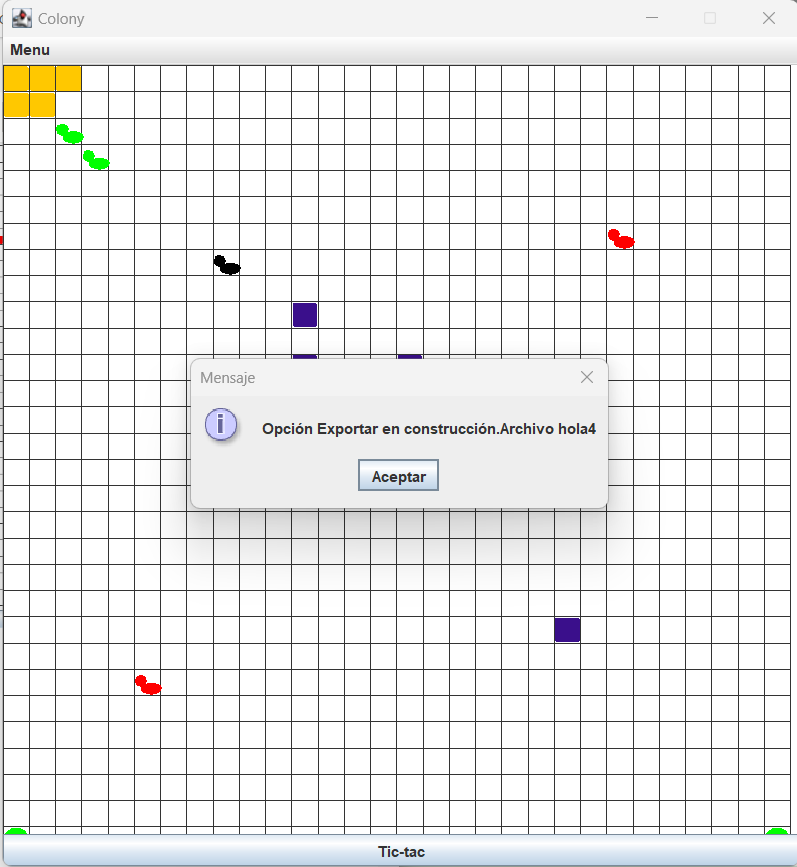 Colony
Menu
Mensaje
Opción Exportar en construcción.Archivo hola4
Aceptar
Tic-tac